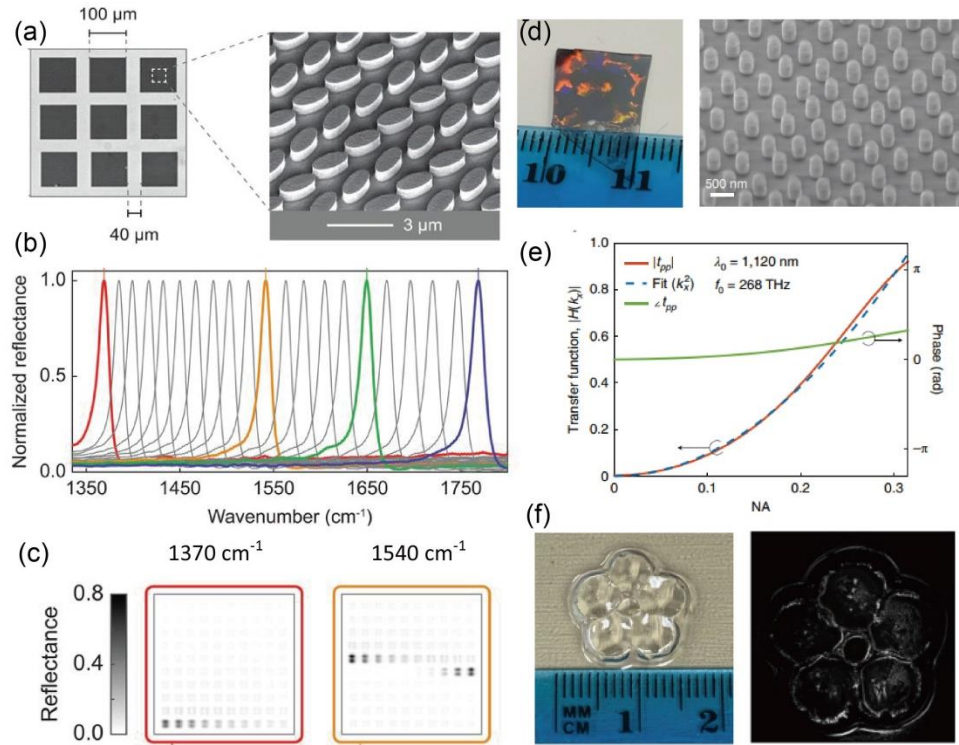 (a)
100 µm
40 µm
3 µm
(b)
Normalized reflectance
1.0
0.5
0.0
1350
1450
1550
1650
1750
Wavenumber (cm-1)
(c)
1370 cm-1
1540 cm-1
Reflectance
0.8
0.4
0.0
(d)
10
11
500 nm
(e)
Transfer function, |H(kx)|
1.0
0.8
0.6
0.4
0.2
0
|tpp|
Fit (kx2)
∠tpp
λ0 = 1,120 nm
f0 = 268 THz
π
0
–π
Phase (rad)
0
0.1
0.2
0.3
NA
(f)
MM
CM
1
2